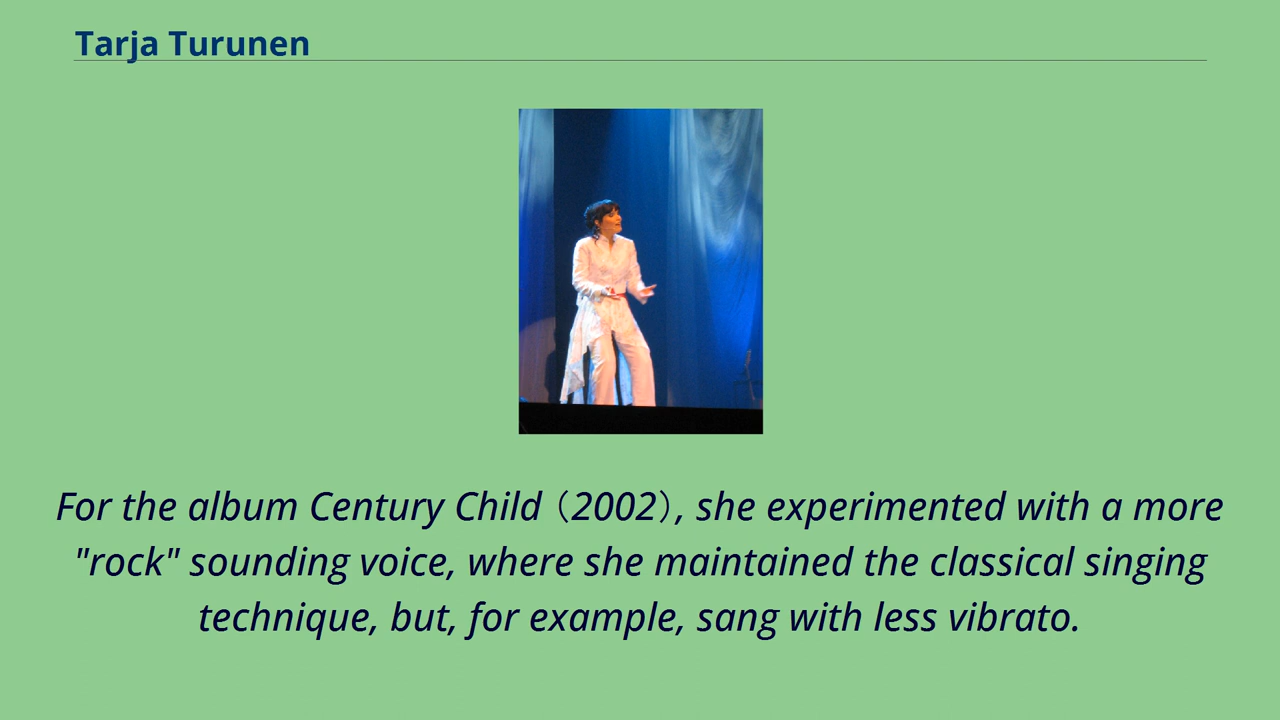 Tarja Turunen
For the album Century Child（2002）, she experimented with a more
"rock" sounding voice, where she maintained the classical singing
technique, but, for example, sang with less vibrato.